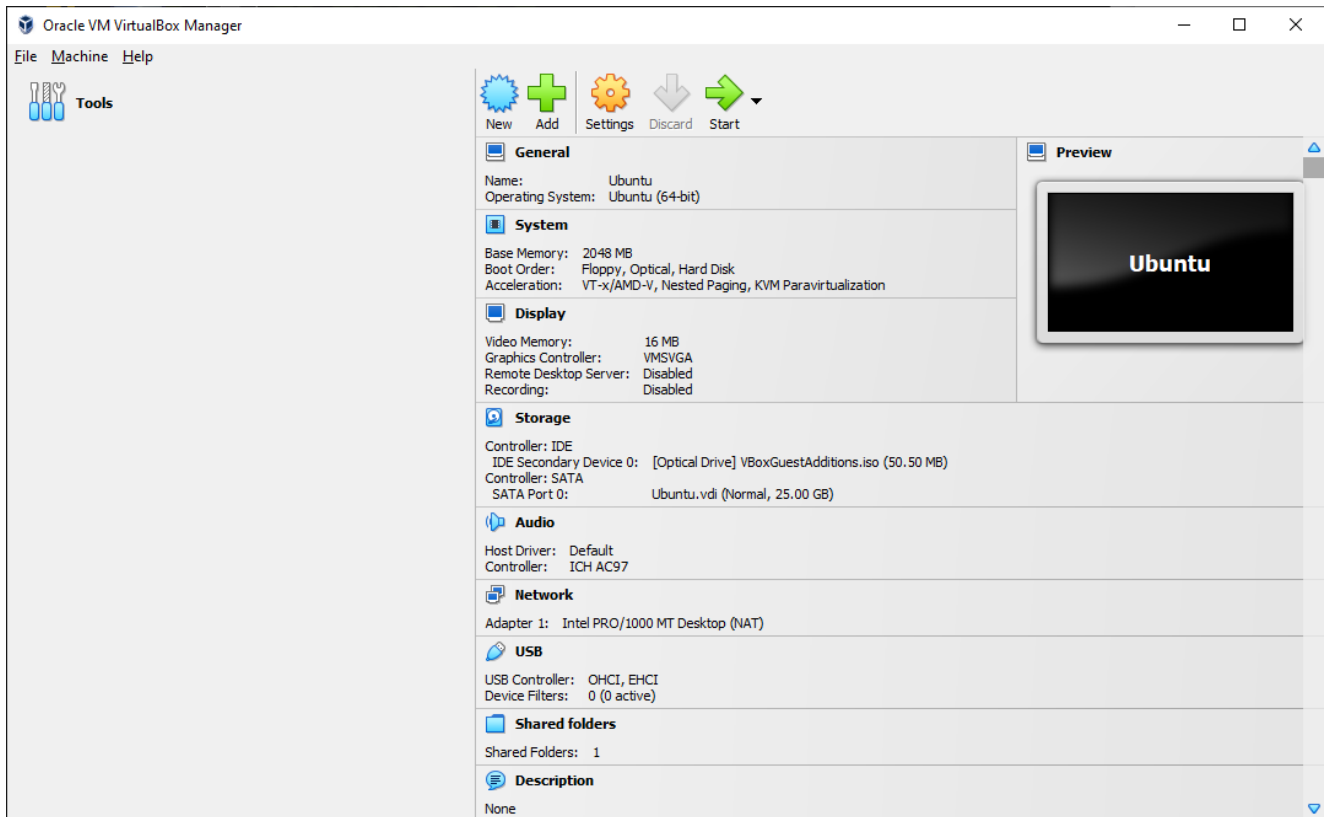 Oracle VM VirtualBox Manager
File Machine Help
Tools
New Add Settings Discard Start
General
Name: Ubuntu
Operating System: Ubuntu (64-bit)
Preview
Ubuntu
System
Base Memory: 2048 MB
Boot Order: Floppy, Optical, Hard Disk
Acceleration: VT-x/AMD-V, Nested Paging, KVM Paravirtualization
Display
Video Memory: 16 MB
Graphics Controller: VMSVGA
Remote Desktop Server: Disabled
Recording: Disabled
Storage
Controller: IDE
IDE Secondary Device 0: [Optical Drive] VBoxGuestAdditions.iso (50.50 MB)
Controller: SATA
SATA Port 0: Ubuntu.vdi (Normal, 25.00 GB)
Audio
Host Driver: Default
Controller: ICH AC97
Network
Adapter 1: Intel PRO/1000 MT Desktop (NAT)
USB
USB Controller: OHCI, EHCI
Device Filters: 0 (0 active)
Shared folders
Shared Folders: 1
Description
None